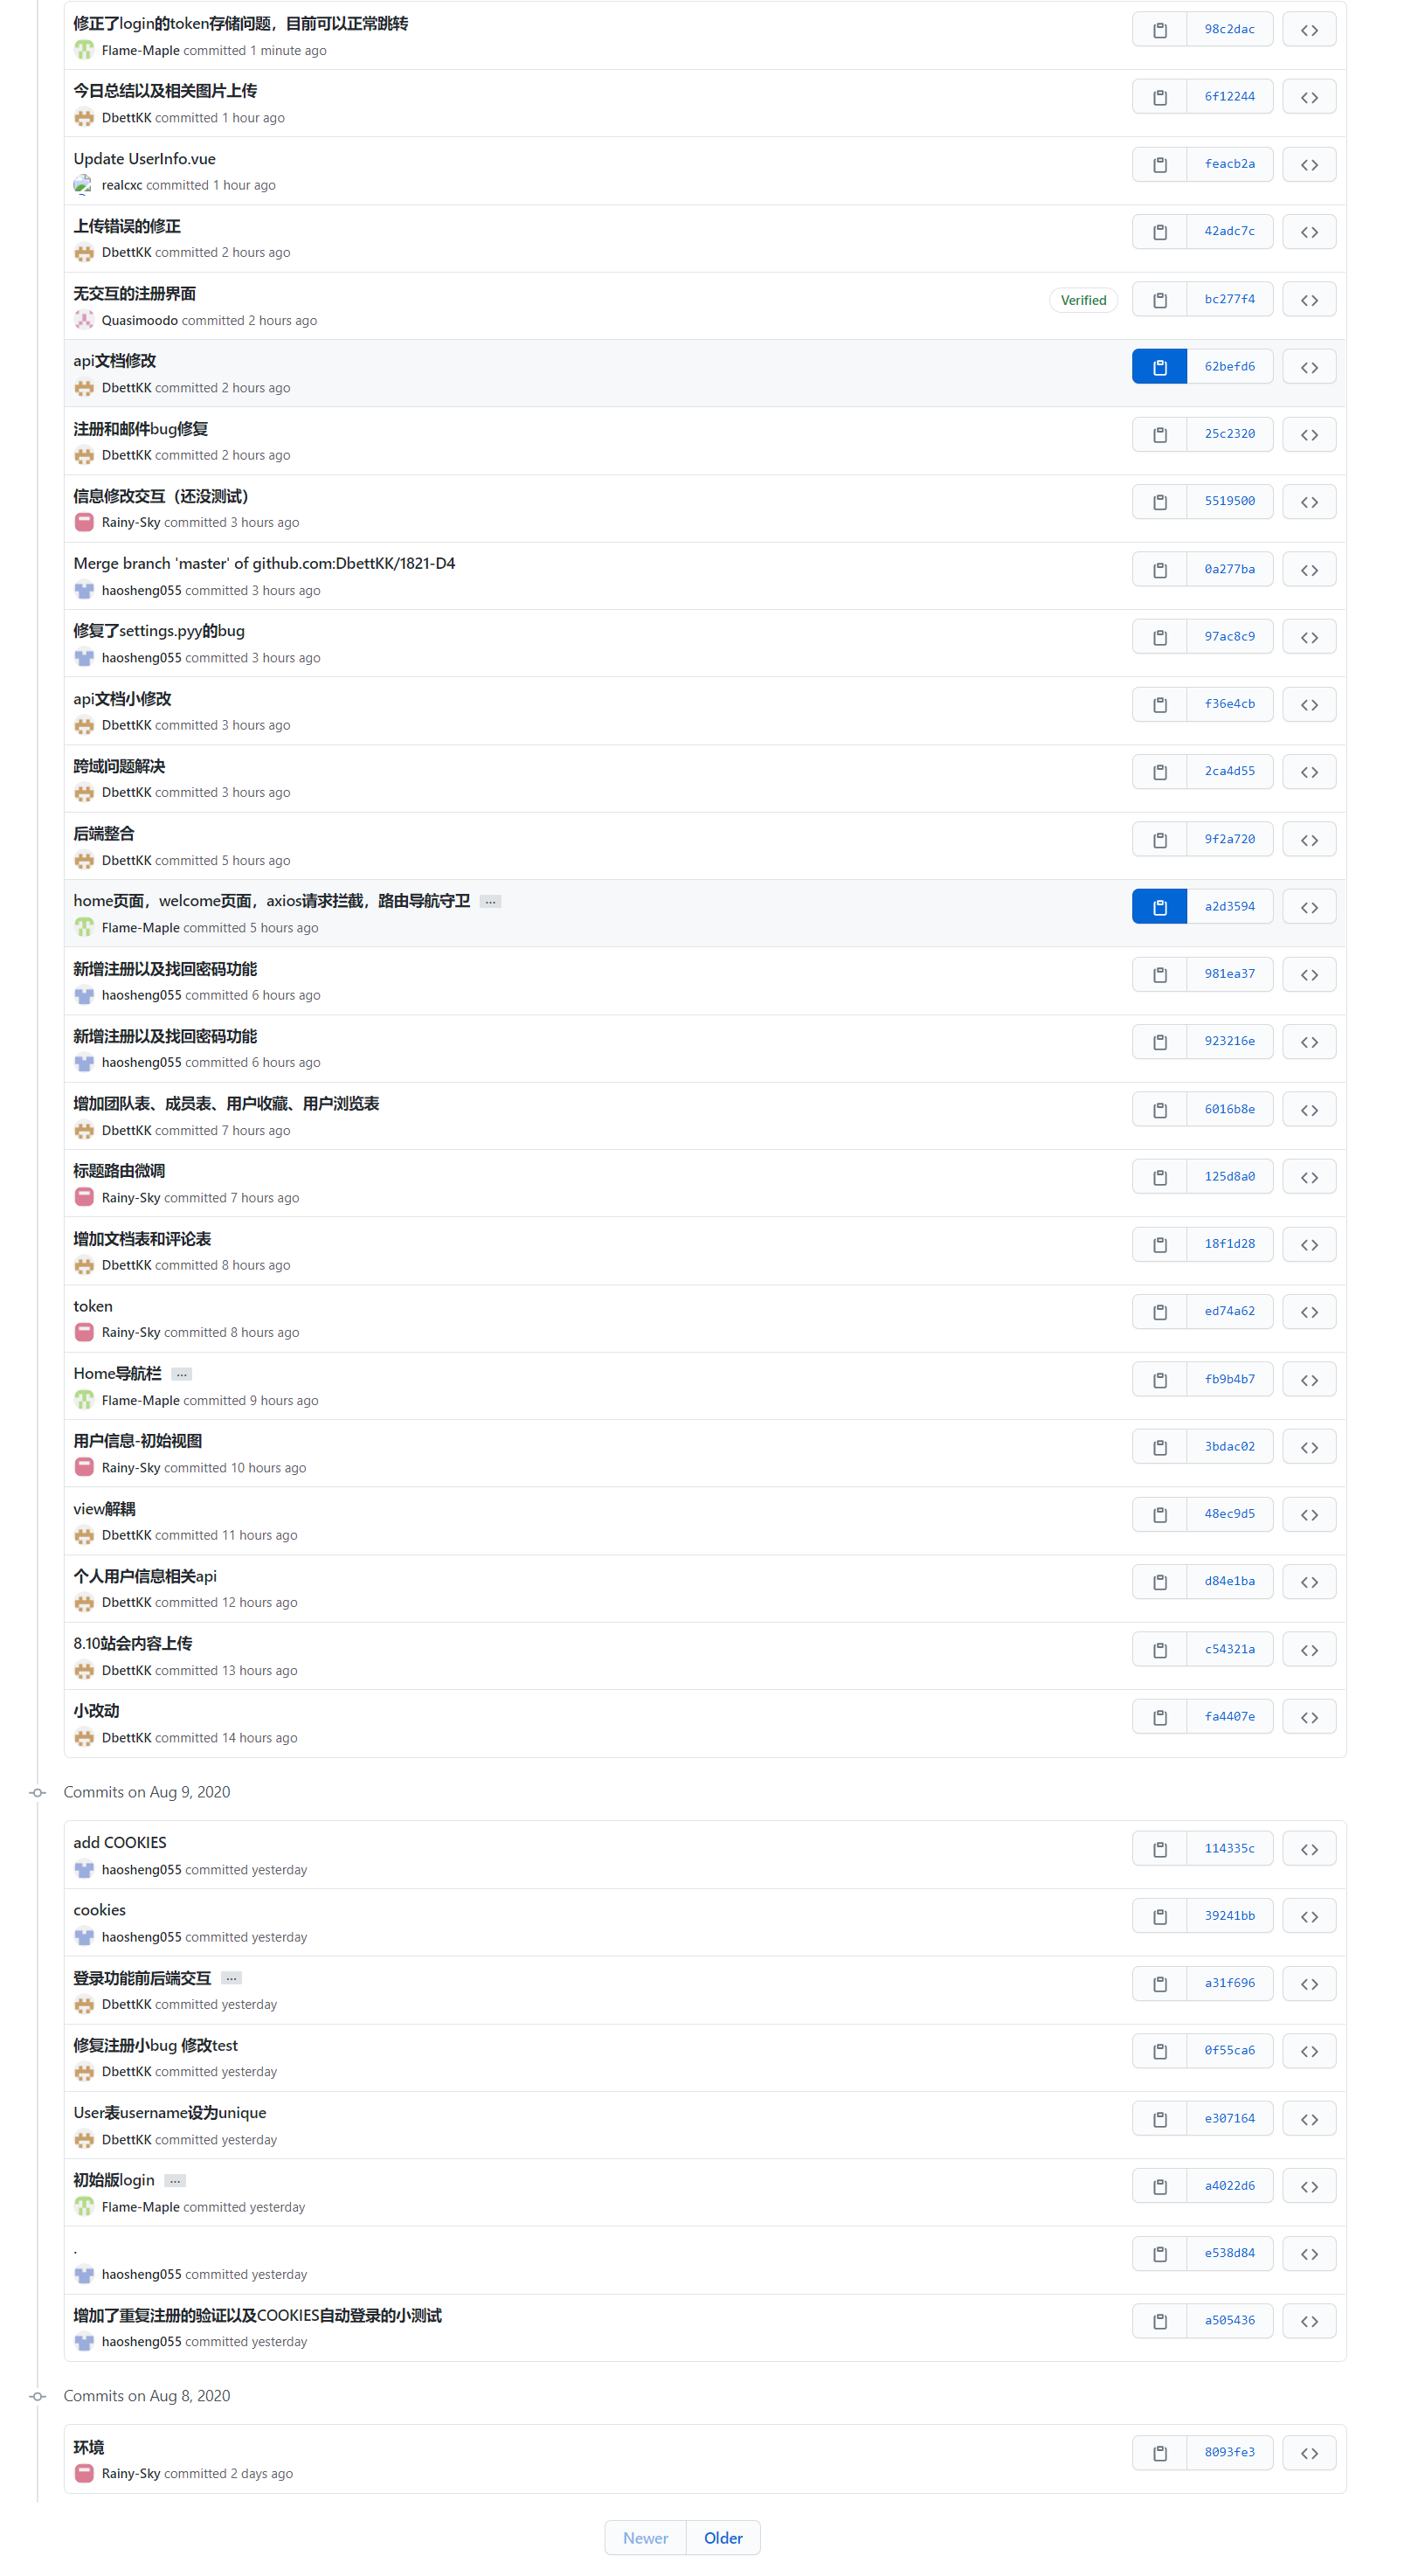 修正了login的token存储问题，目前可以正常跳转
98c2dac
Flame-Maple committed 1 minute ago
今日总结以及相关图片上传
6f12244
DbettKK committed 1 hour ago
Update UserInfo.vue
feacb2a
realcxc committed 1 hour ago
上传错误的修正
42adc7c
DbettKK committed 2 hours ago
无交互的注册界面
Verified
bc277f4
Quasimoodo committed 2 hours ago
api文档修改
62befd6
DbettKK committed 2 hours ago
注册和邮件bug修复
25c2320
DbettKK committed 2 hours ago
信息修改交互（还没测试）
5519500
Rainy-Sky committed 3 hours ago
Merge branch 'master' of github.com:DbettKK/1821-D4
0a277ba
haosheng055 committed 3 hours ago
修复了settings.pyy的bug
97ac8c9
haosheng055 committed 3 hours ago
api文档小修改
f36e4cb
DbettKK committed 3 hours ago
跨域问题解决
2ca4d55
DbettKK committed 3 hours ago
后端整合
9f2a720
DbettKK committed 5 hours ago
home页面，welcome页面，axios请求拦截，路由导航守卫 …
a2d3594
Flame-Maple committed 5 hours ago
新增注册以及找回密码功能
981ea37
haosheng055 committed 6 hours ago
新增注册以及找回密码功能
923216e
haosheng055 committed 6 hours ago
增加团队表、成员表、用户收藏、用户浏览表
6016b8e
DbettKK committed 7 hours ago
标题路由微调
125d8a0
Rainy-Sky committed 7 hours ago
增加文档表和评论表
18f1d28
DbettKK committed 8 hours ago
token
ed74a62
Rainy-Sky committed 8 hours ago
Home导航栏 …
fb9b4b7
Flame-Maple committed 9 hours ago
用户信息-初始视图
3bdac02
Rainy-Sky committed 10 hours ago
view解耦
48ec9d5
DbettKK committed 11 hours ago
个人用户信息相关api
d84e1ba
DbettKK committed 12 hours ago
8.10站会内容上传
c54321a
DbettKK committed 13 hours ago
小改动
fa4407e
DbettKK committed 14 hours ago
Commits on Aug 9, 2020
add COOKIES
114335c
haosheng055 committed yesterday
cookies
39241bb
haosheng055 committed yesterday
登录功能前后端交互 …
a31f696
DbettKK committed yesterday
修复注册小bug 修改test
0f55ca6
DbettKK committed yesterday
User表username设为unique
e307164
DbettKK committed yesterday
初始版login …
a4022d6
Flame-Maple committed yesterday
.
e538d84
haosheng055 committed yesterday
增加了重复注册的验证以及COOKIES自动登录的小测试
a505436
haosheng055 committed yesterday
Commits on Aug 8, 2020
环境
8093fe3
Rainy-Sky committed 2 days ago
Newer Older